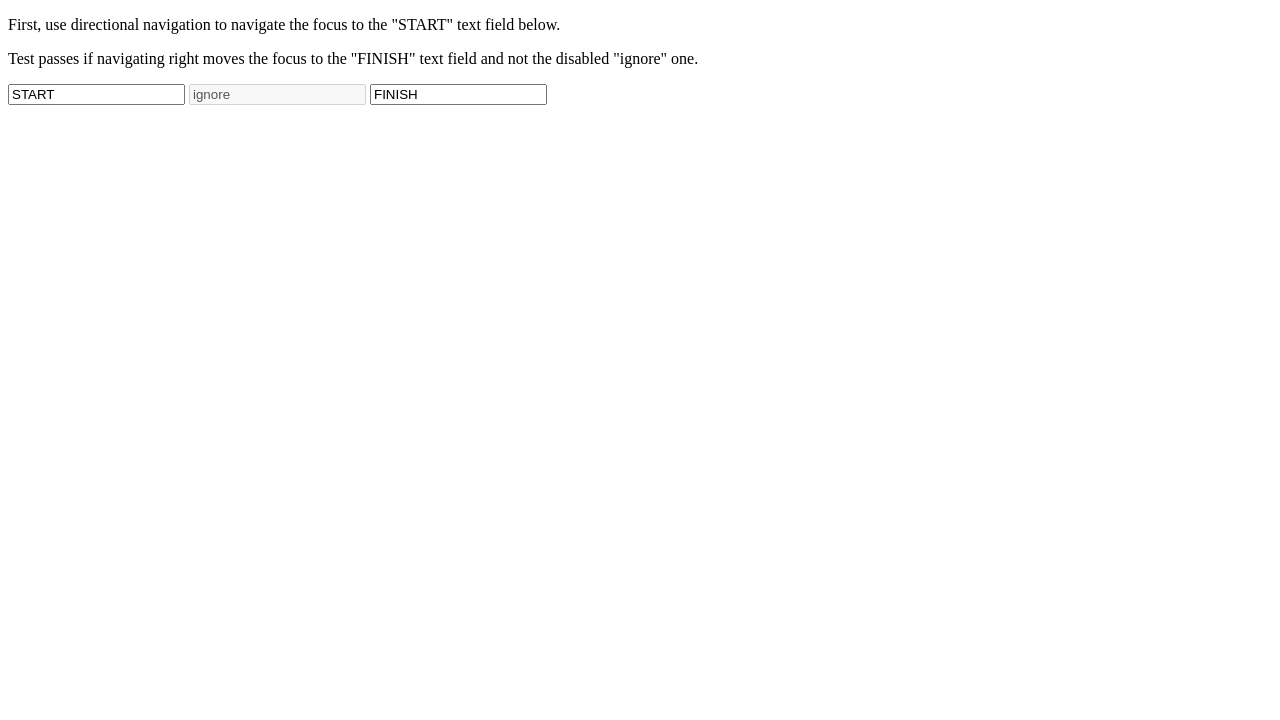 First, use directional navigation to navigate the focus to the "START" text field below.
Test passes if navigating right moves the focus to the "FINISH" text field and not the disabled "ignore" one.
START ignore FINISH